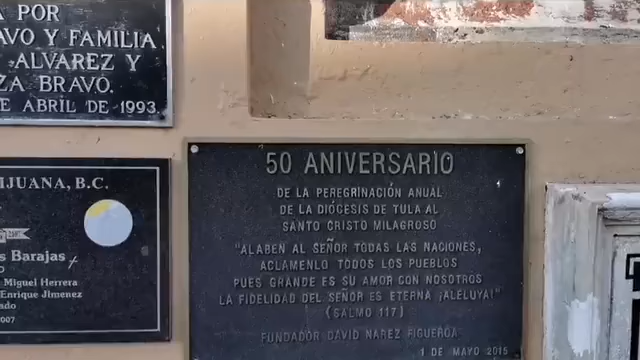 A POR
AVO Y FAMILIA
ALVAREZ Y
ZA BRAVO.
DE ABRIL DE 1993.
TIJUANA, B.C.
s Barajas
Miguel Herrera
Enrique Jimenez
2007
50 ANIVERSARIO
DE LA PEREGRINACIÓN ANUAL
DE LA DIÓCESIS DE TULA AL
SANTO CRISTO MILAGROSO
"ALABEN AL SEÑOR TODAS LAS NACIONES,
ACLAMENLO TODOS LOS PUEBLOS
PUES GRANDE ES SU AMOR CON NOSOTROS
LA FIDELIDAD DEL SEÑOR ES ETERNA ¡ALELUYA!"
(SALMO 117)
FUNDADOR DAVID NAREZ FIGUEROA
1 DE MAYO 2015